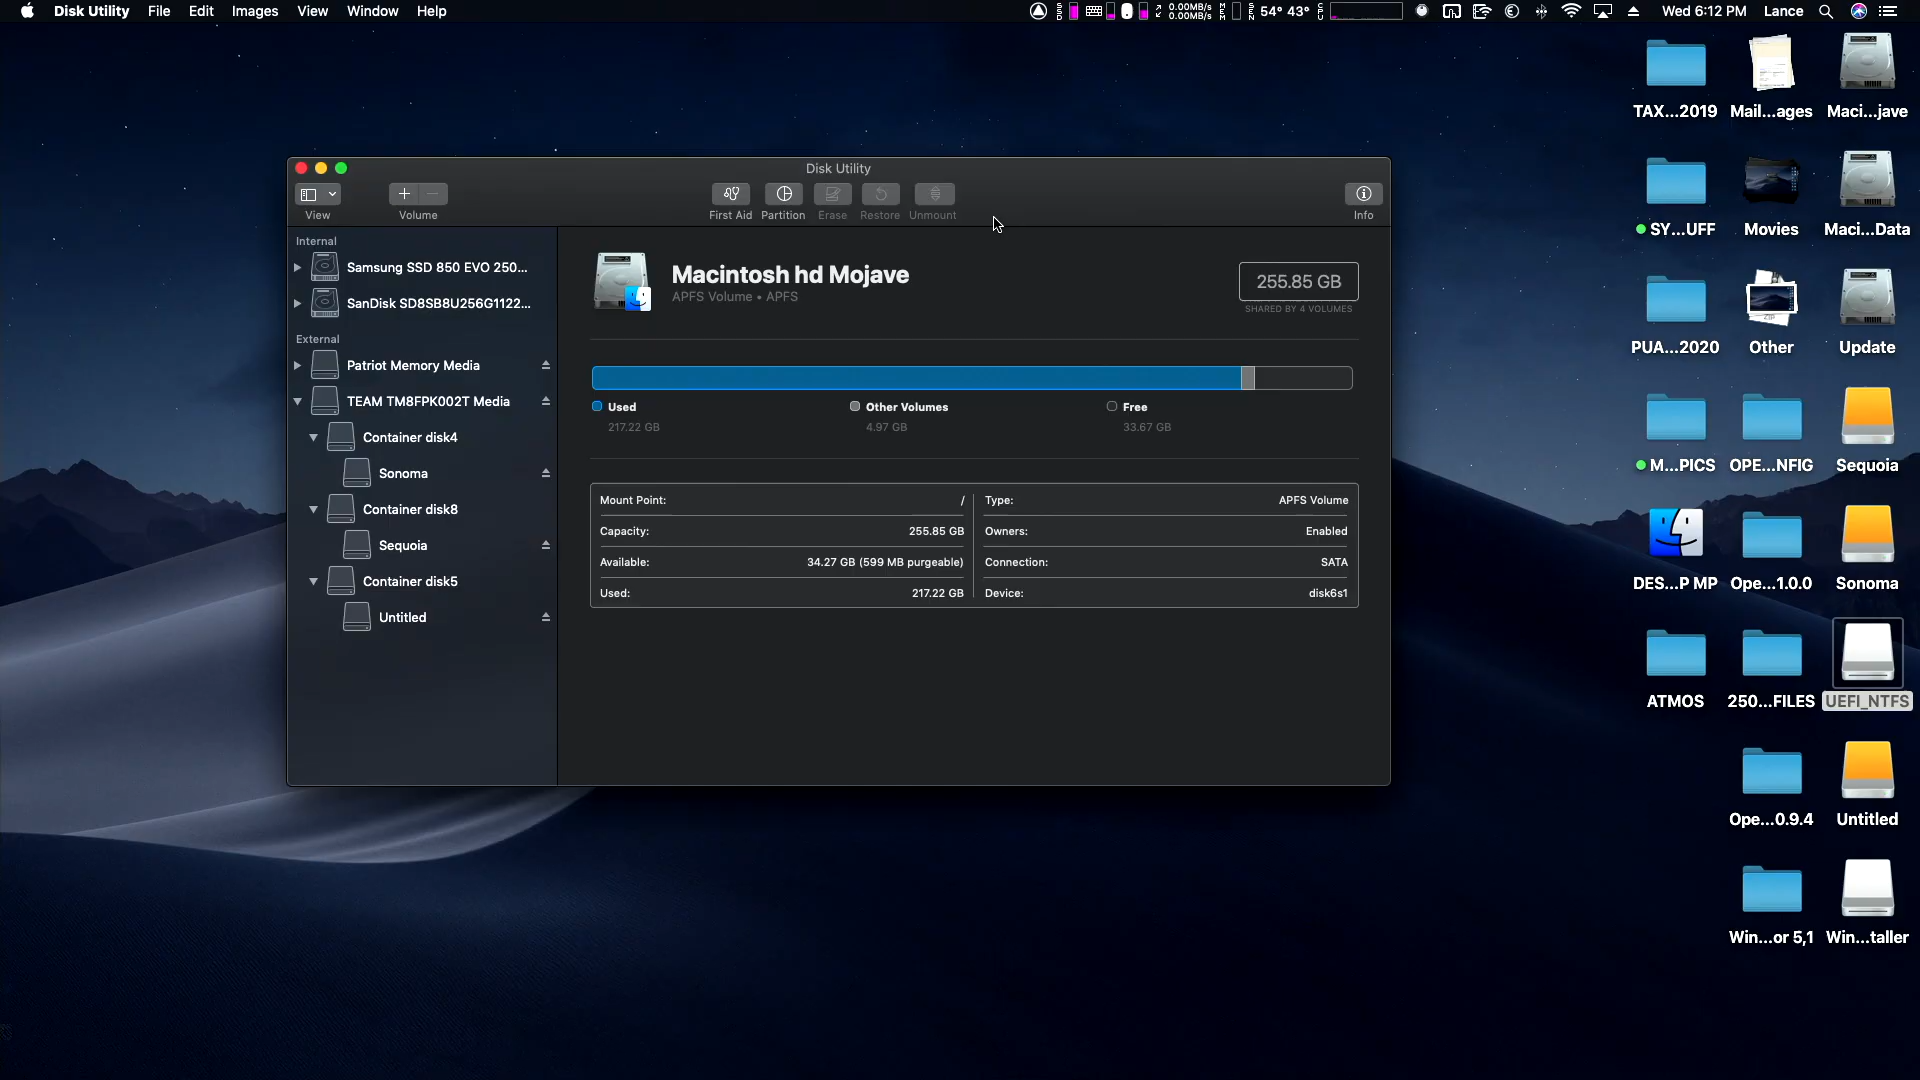 Disk Utility File Edit Images View Window Help
0.00MB/s
0.00MB/s
54° 43° Wed 6:12 PM Lance
TAX...2019 Mail...ages Maci...jave
SY...UFF Movies Maci...Data
PUA...2020 Other Update
M...PICS OPE...NFIG Sequoia
DES...P MP Ope...1.0.0 Sonoma
ATMOS 250...FILES UEFI_NTFS
Ope...0.9.4 Untitled
Win...or 5,1 Win...taller
Disk Utility
View Volume First Aid Partition Erase Restore Unmount Info
Internal
Samsung SSD 850 EVO 250...
SanDisk SD8SB8U256G1122...
External
Patriot Memory Media
TEAM TM8FPK002T Media
Container disk4
Sonoma
Container disk8
Sequoia
Container disk5
Untitled
Macintosh hd Mojave
APFS Volume • APFS
255.85 GB
SHARED BY 4 VOLUMES
Used Other Volumes Free
217.22 GB 4.97 GB 33.67 GB
Mount Point: / Type: APFS Volume
Capacity: 255.85 GB Owners: Enabled
Available: 34.27 GB (599 MB purgeable) Connection: SATA
Used: 217.22 GB Device: disk6s1